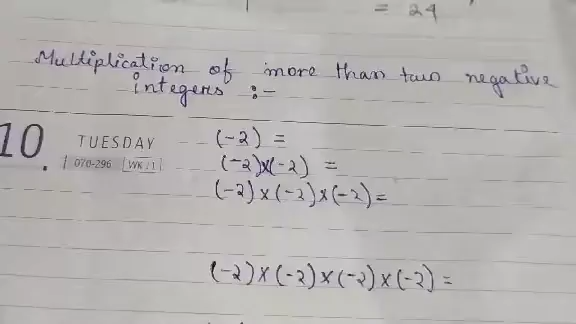 = 24
Multiplication of more than two negative
integers :-
10. TUESDAY
070-296 WK 11
(-2) =
(-2)x(-2) =
(-2) x (-2) x (-2) =
(-2) x (-2) x (-2) x (-2) =